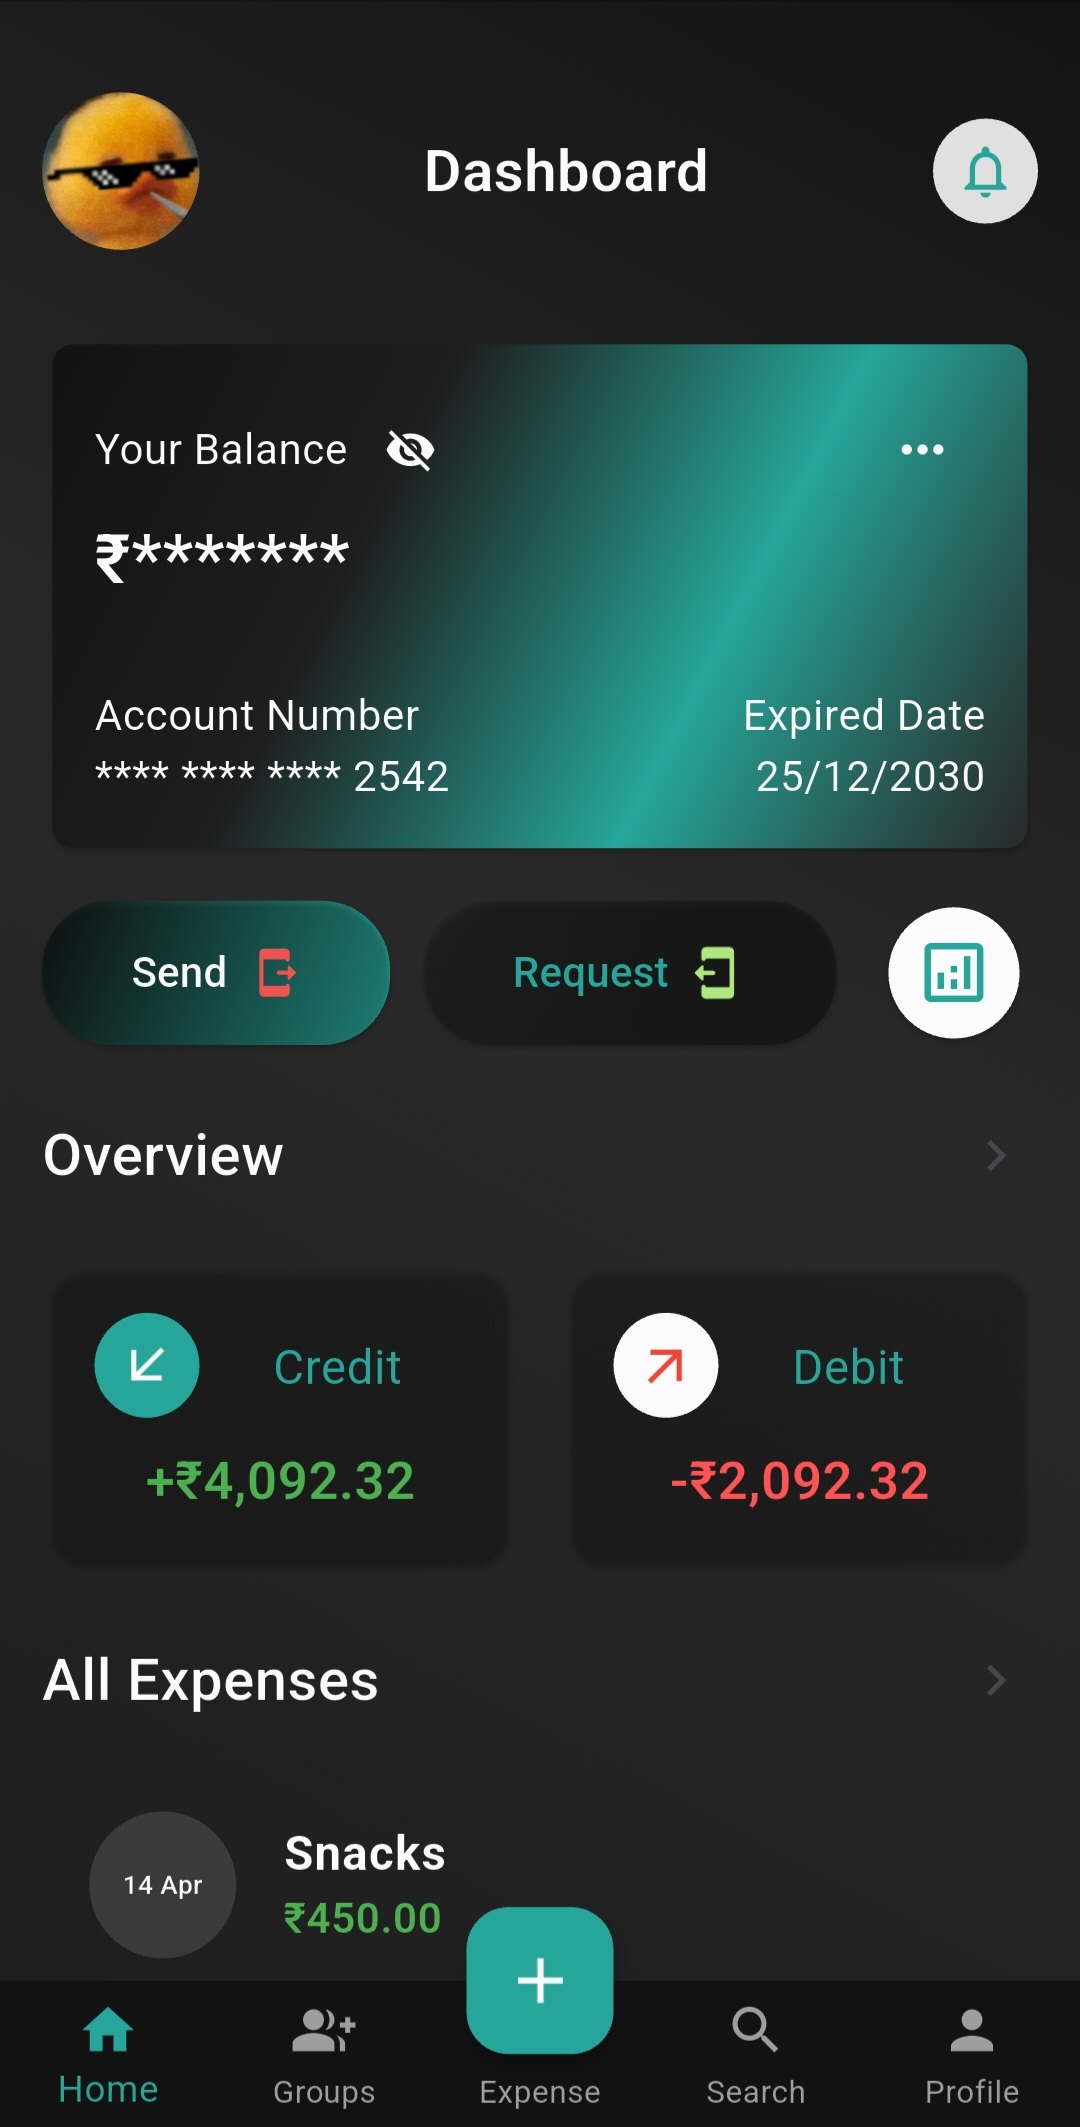 Dashboard
Your Balance
₹*******
Account Number
Expired Date
**** **** **** 2542
25/12/2030
Send
Request
Overview
Credit
Debit
+₹4,092.32
-₹2,092.32
All Expenses
14 Apr
Snacks
₹450.00
Home
Groups
Expense
Search
Profile